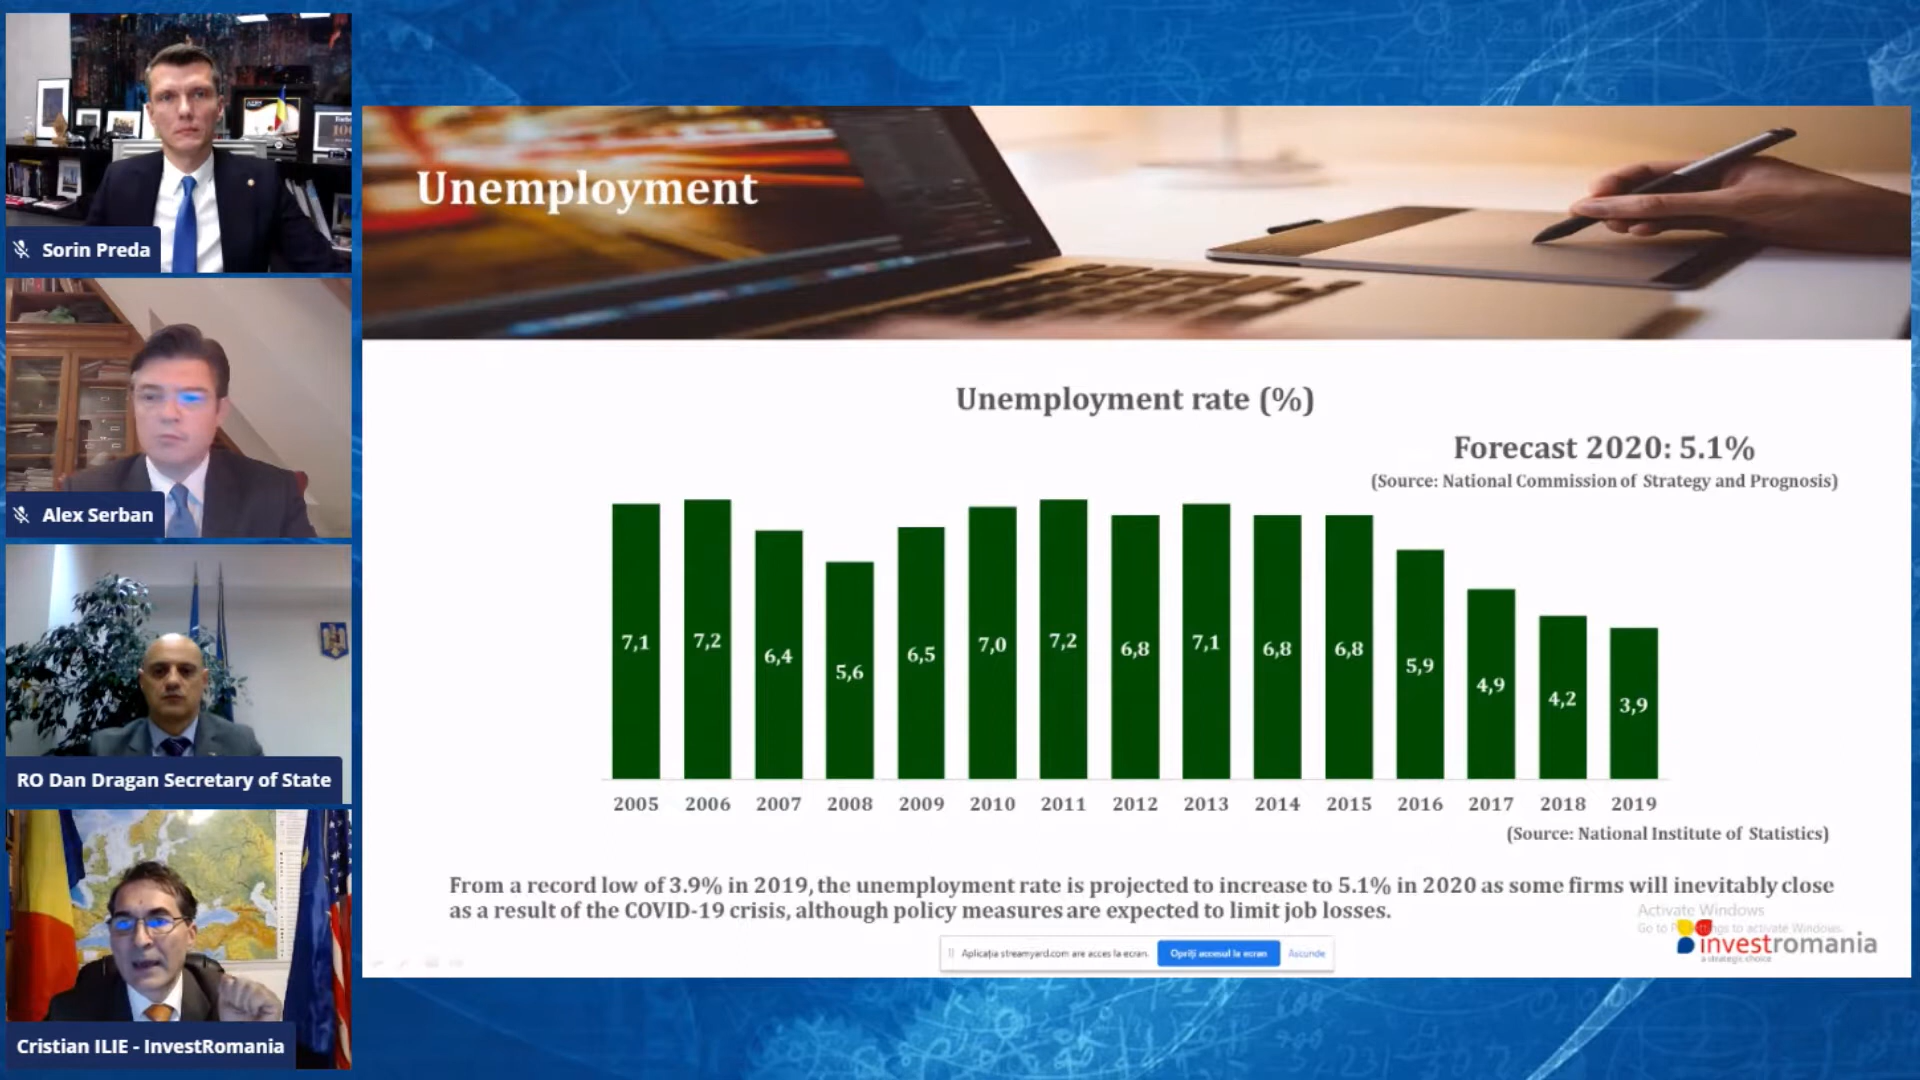 Sorin Preda
Alex Serban
RO Dan Dragan Secretary of State
Cristian ILIE - InvestRomania
Unemployment
Unemployment rate (%)
Forecast 2020: 5.1%
(Source: National Commission of Strategy and Prognosis)
7,1 7,2 6,4 5,6 6,5 7,0 7,2 6,8 7,1 6,8 6,8 5,9 4,9 4,2 3,9
2005 2006 2007 2008 2009 2010 2011 2012 2013 2014 2015 2016 2017 2018 2019
(Source: National Institute of Statistics)
From a record low of 3.9% in 2019, the unemployment rate is projected to increase to 5.1% in 2020 as some firms will inevitably close
as a result of the COVID-19 crisis, although policy measures are expected to limit job losses.
Activate Windows
Go to to activate Windows.
investromania
a strategic choice
Aplicația streamyard.com are acces la ecran.
Opriți accesul la ecran
Ascunde